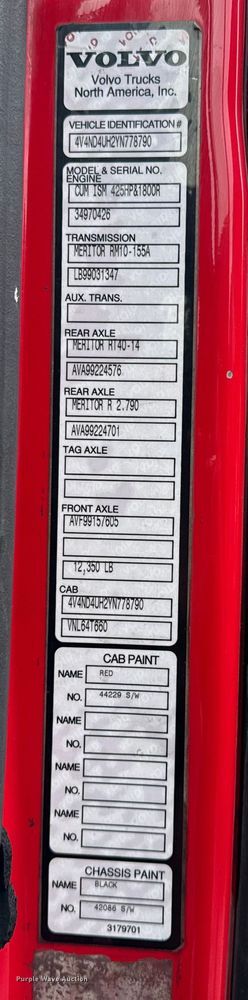 VOLVO
Volvo Trucks
North America, Inc.
VEHICLE IDENTIFICATION #
4V4ND4UH2YN778790
MODEL & SERIAL NO.
ENGINE
CUM ISM 425HP&1800R
34970426
TRANSMISSION
MERITOR RM10-155A
LB99031347
AUX. TRANS.
REAR AXLE
MERITOR RT40-14
AVA99224576
REAR AXLE
MERITOR R 2.790
AVA99224701
TAG AXLE
FRONT AXLE
AVF99157605
12,350 LB
CAB
4V4ND4UH2YN778790
VNL64T660
CAB PAINT
NAME RED
NO. 44229 S/W
NAME
NO.
NAME
NO.
NAME
NO.
CHASSIS PAINT
NAME BLACK
NO. 42086 S/W
3179701
Purple Wave Auction